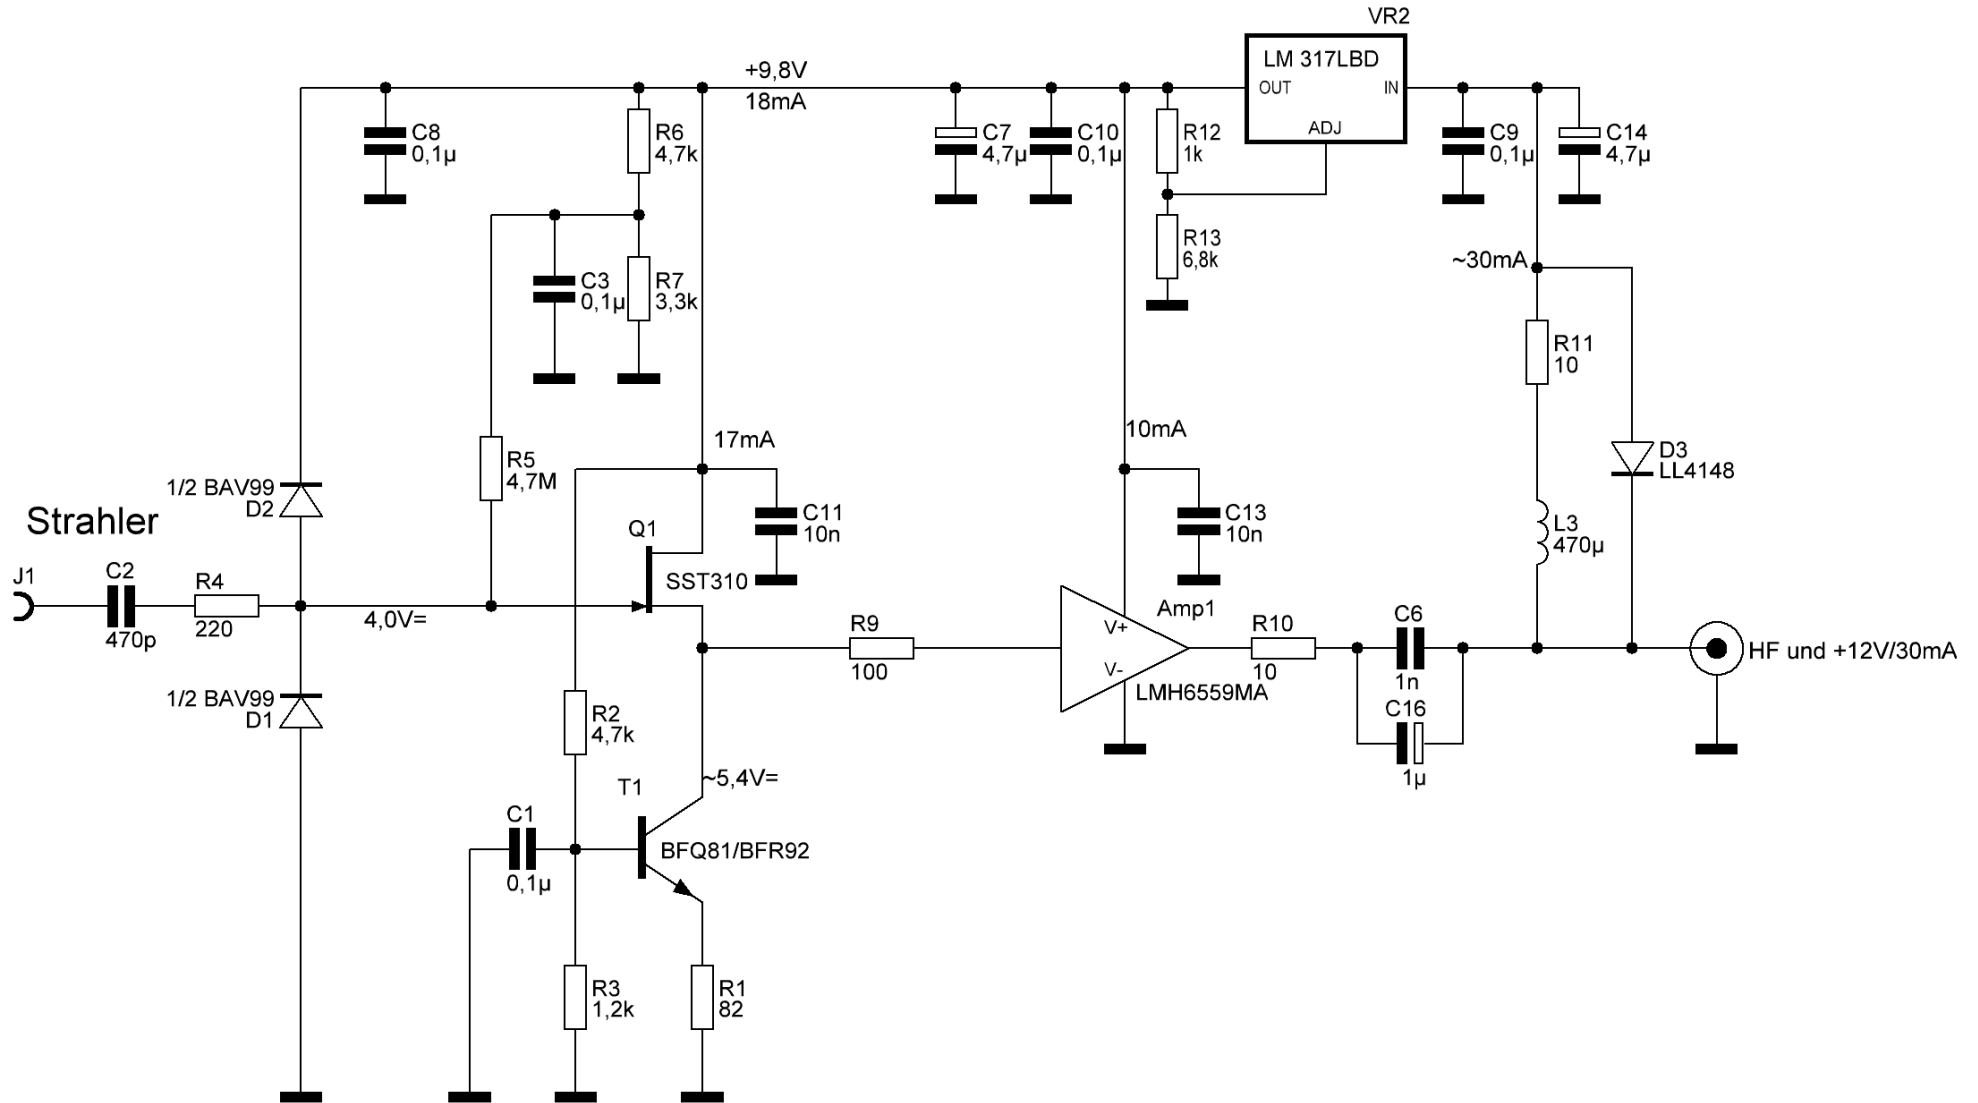 VR2
LM 317LBD
OUT
IN
ADJ
+9,8V
18mA
C8
0,1µ
R6
4,7k
C7
4,7µ
C10
0,1µ
R12
1k
C9
0,1µ
C14
4,7µ
R13
6,8k
~30mA
C3
0,1µ
R7
3,3k
R11
10
17mA
10mA
R5
4,7M
D3
LL4148
1/2 BAV99
D2
Strahler
Q1
SST310
C11
10n
C13
10n
L3
470µ
J1
C2
470p
R4
220
4,0V=
R9
100
Amp1
V+
V-
LMH6559MA
R10
10
C6
1n
C16
1µ
HF und +12V/30mA
1/2 BAV99
D1
R2
4,7k
~5,4V=
T1
BFQ81/BFR92
C1
0,1µ
R3
1,2k
R1
82